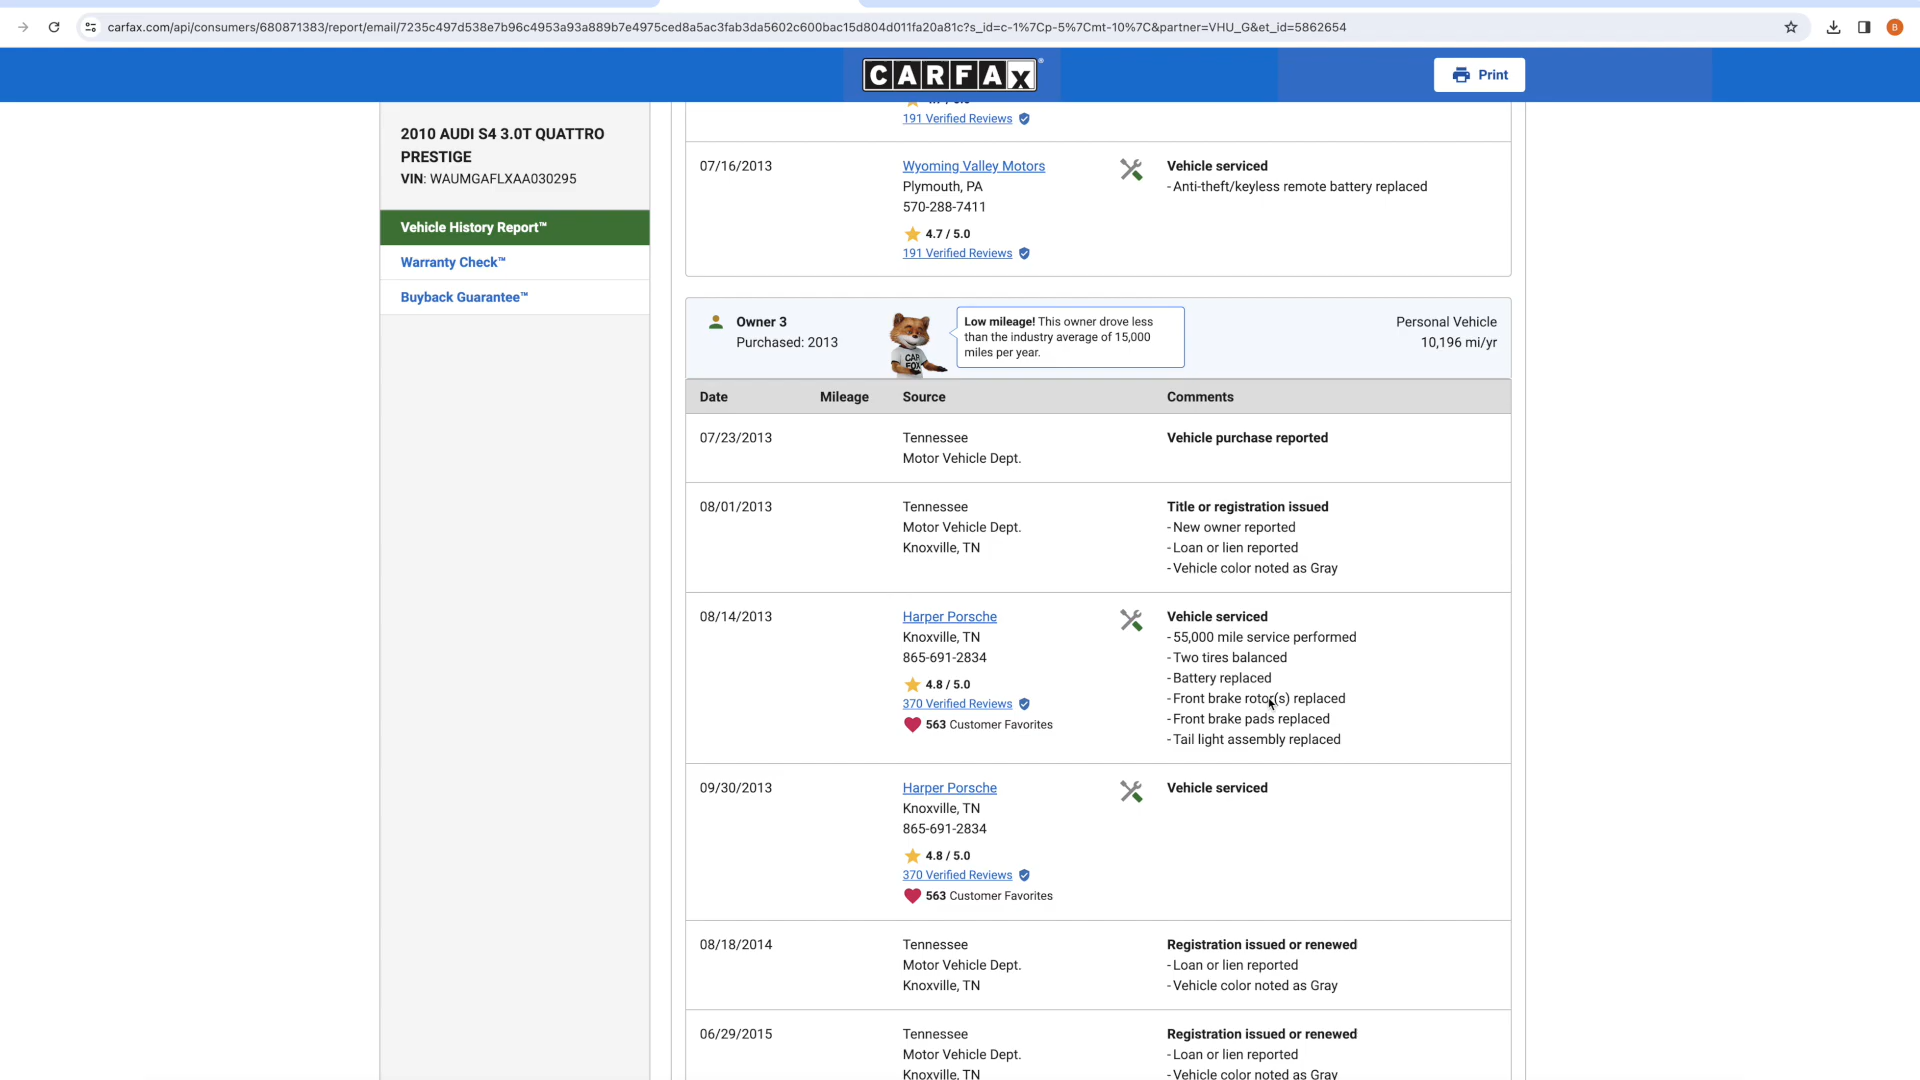 carfax.com/api/consumers/680871383/report/email/7235c497d538e7b96c4953a93a889b7e4975ced8a5ac3fab3da5602c600bac15d804d011fa20a81c?s_id=c-1%7Cp-5%7Cmt-10%7C&partner=VHU_G&et_id=5862654
B
CARFAX
Print
2010 AUDI S4 3.0T QUATTRO
PRESTIGE
VIN: WAUMGAFLXAA030295
Vehicle History Report™
Warranty Check™
Buyback Guarantee™
191 Verified Reviews
07/16/2013
Wyoming Valley Motors
Plymouth, PA
570-288-7411
4.7 / 5.0
191 Verified Reviews
Vehicle serviced
- Anti-theft/keyless remote battery replaced
Owner 3
Purchased: 2013
CAR
FOX
Low mileage! This owner drove less
than the industry average of 15,000
miles per year.
Personal Vehicle
10,196 mi/yr
Date Mileage Source Comments
07/23/2013
Tennessee
Motor Vehicle Dept.
Vehicle purchase reported
08/01/2013
Tennessee
Motor Vehicle Dept.
Knoxville, TN
Title or registration issued
- New owner reported
- Loan or lien reported
- Vehicle color noted as Gray
08/14/2013
Harper Porsche
Knoxville, TN
865-691-2834
4.8 / 5.0
370 Verified Reviews
563 Customer Favorites
Vehicle serviced
- 55,000 mile service performed
- Two tires balanced
- Battery replaced
- Front brake rotor(s) replaced
- Front brake pads replaced
- Tail light assembly replaced
09/30/2013
Harper Porsche
Knoxville, TN
865-691-2834
4.8 / 5.0
370 Verified Reviews
563 Customer Favorites
Vehicle serviced
08/18/2014
Tennessee
Motor Vehicle Dept.
Knoxville, TN
Registration issued or renewed
- Loan or lien reported
- Vehicle color noted as Gray
06/29/2015
Tennessee
Motor Vehicle Dept.
Knoxville, TN
Registration issued or renewed
- Loan or lien reported
- Vehicle color noted as Gray